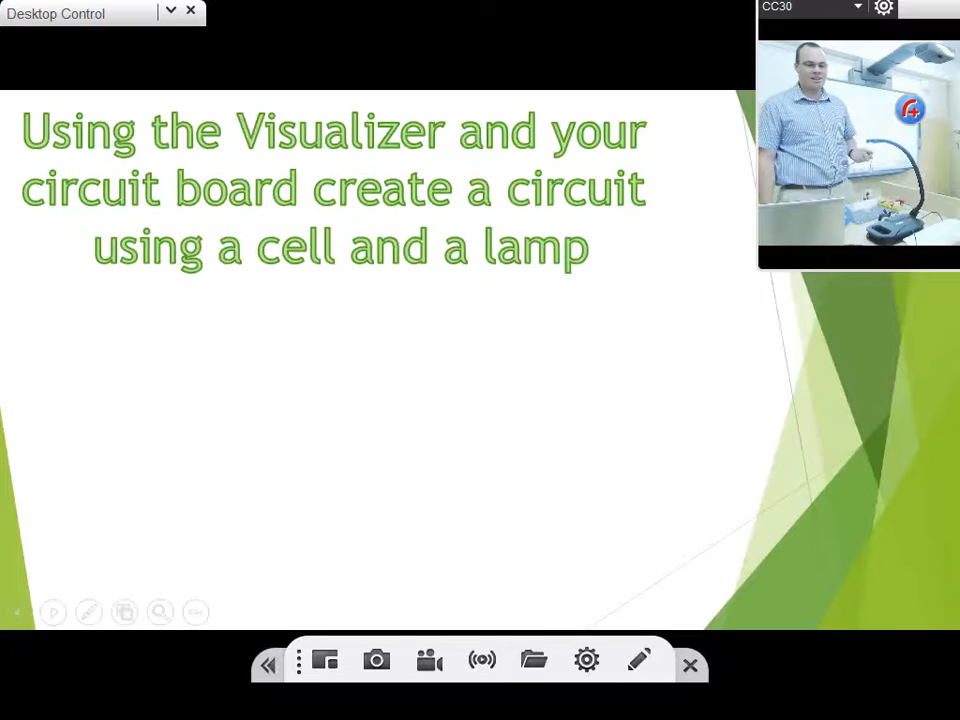 Desktop Control
CC30
Using the Visualizer and your
circuit board create a circuit
using a cell and a lamp